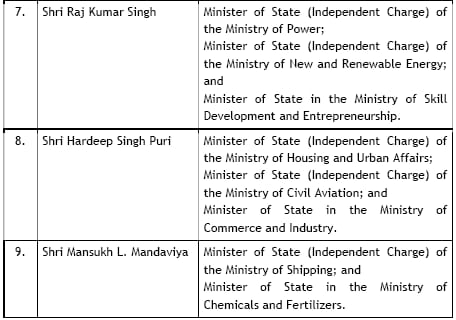 7. Shri Raj Kumar Singh Minister of State (Independent Charge) of
the Ministry of Power;
Minister of State (Independent Charge) of
the Ministry of New and Renewable Energy;
and
Minister of State in the Ministry of Skill
Development and Entrepreneurship.
8. Shri Hardeep Singh Puri Minister of State (Independent Charge) of
the Ministry of Housing and Urban Affairs;
Minister of State (Independent Charge) of
the Ministry of Civil Aviation; and
Minister of State in the Ministry of
Commerce and Industry.
9. Shri Mansukh L. Mandaviya Minister of State (Independent Charge) of
the Ministry of Shipping; and
Minister of State in the Ministry of
Chemicals and Fertilizers.